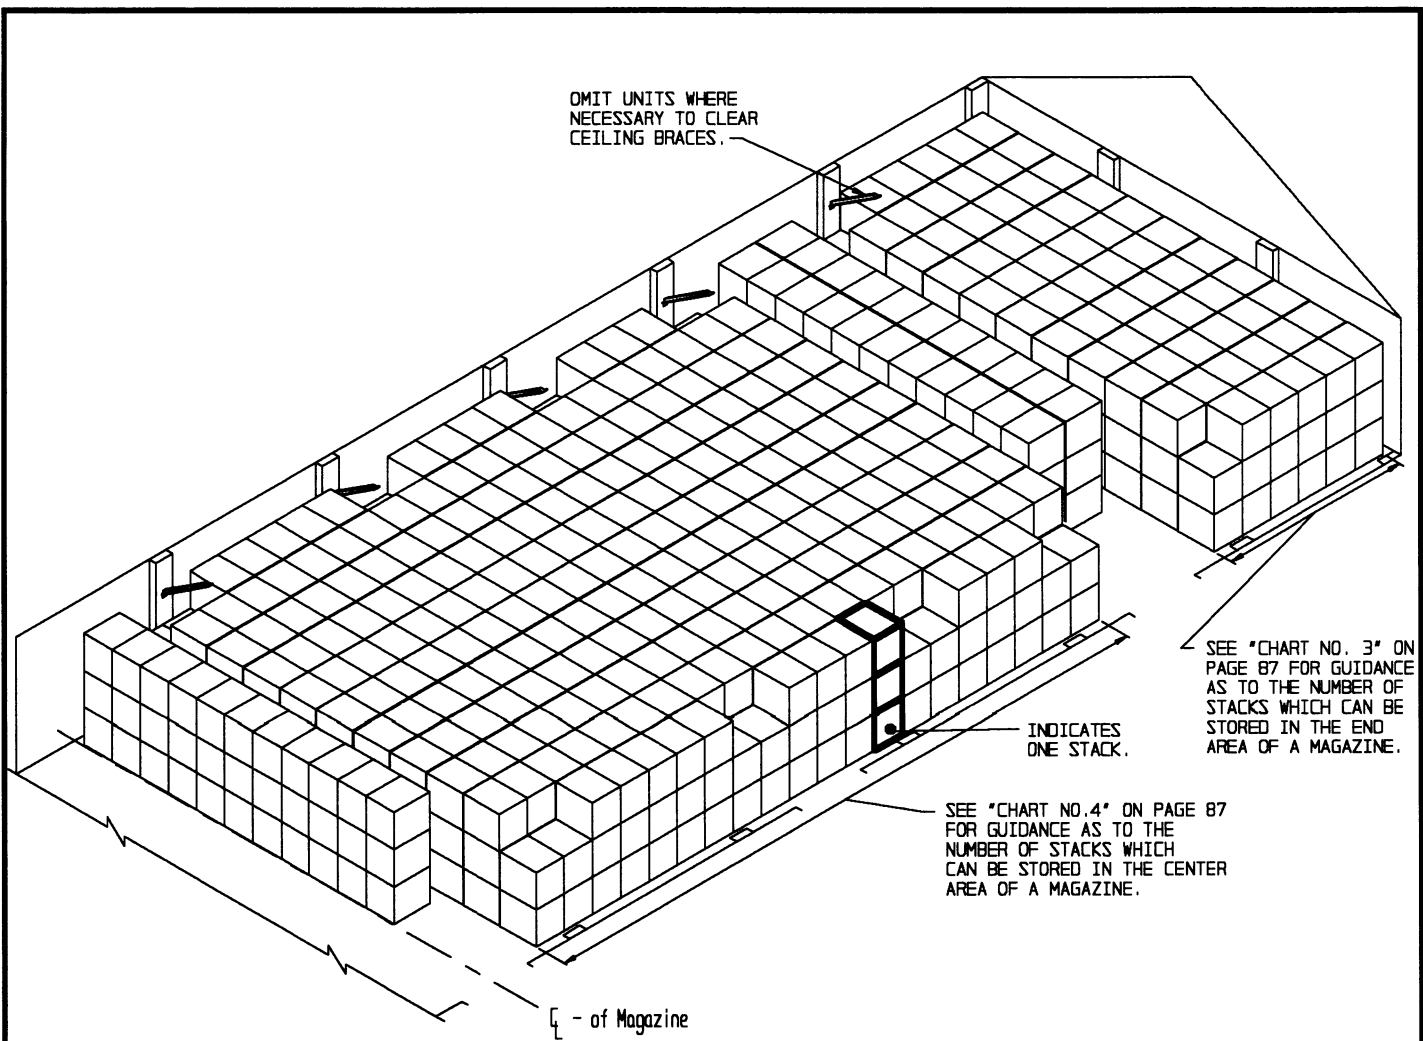 OMIT UNITS WHERE
NECESSARY TO CLEAR
CEILING BRACES.
SEE "CHART NO. 3" ON
PAGE 87 FOR GUIDANCE
AS TO THE NUMBER OF
STACKS WHICH CAN BE
STORED IN THE END
AREA OF A MAGAZINE.
INDICATES
ONE STACK.
SEE "CHART NO.4" ON PAGE 87
FOR GUIDANCE AS TO THE
NUMBER OF STACKS WHICH
CAN BE STORED IN THE CENTER
AREA OF A MAGAZINE.
℄ - of Magazine